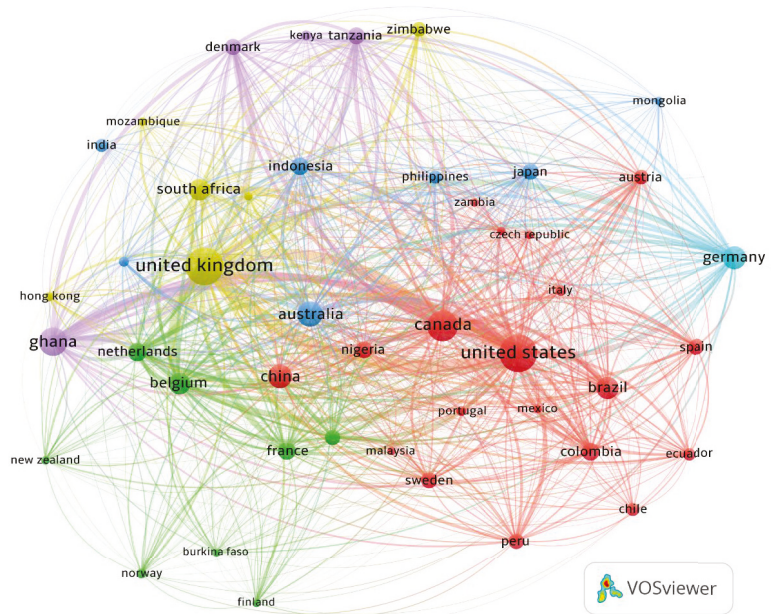 zimbabwe
kenya
tanzania
denmark
mongolia
mozambique
india
indonesia
philippines
japan
austria
south africa
zambia
czech republic
united kingdom
germany
hong kong
italy
australia
canada
ghana
netherlands
nigeria
united states
spain
belgium
china
brazil
portugal
mexico
france
malaysia
colombia
ecuador
new zealand
sweden
chile
peru
burkina faso
norway
finland
VOSviewer